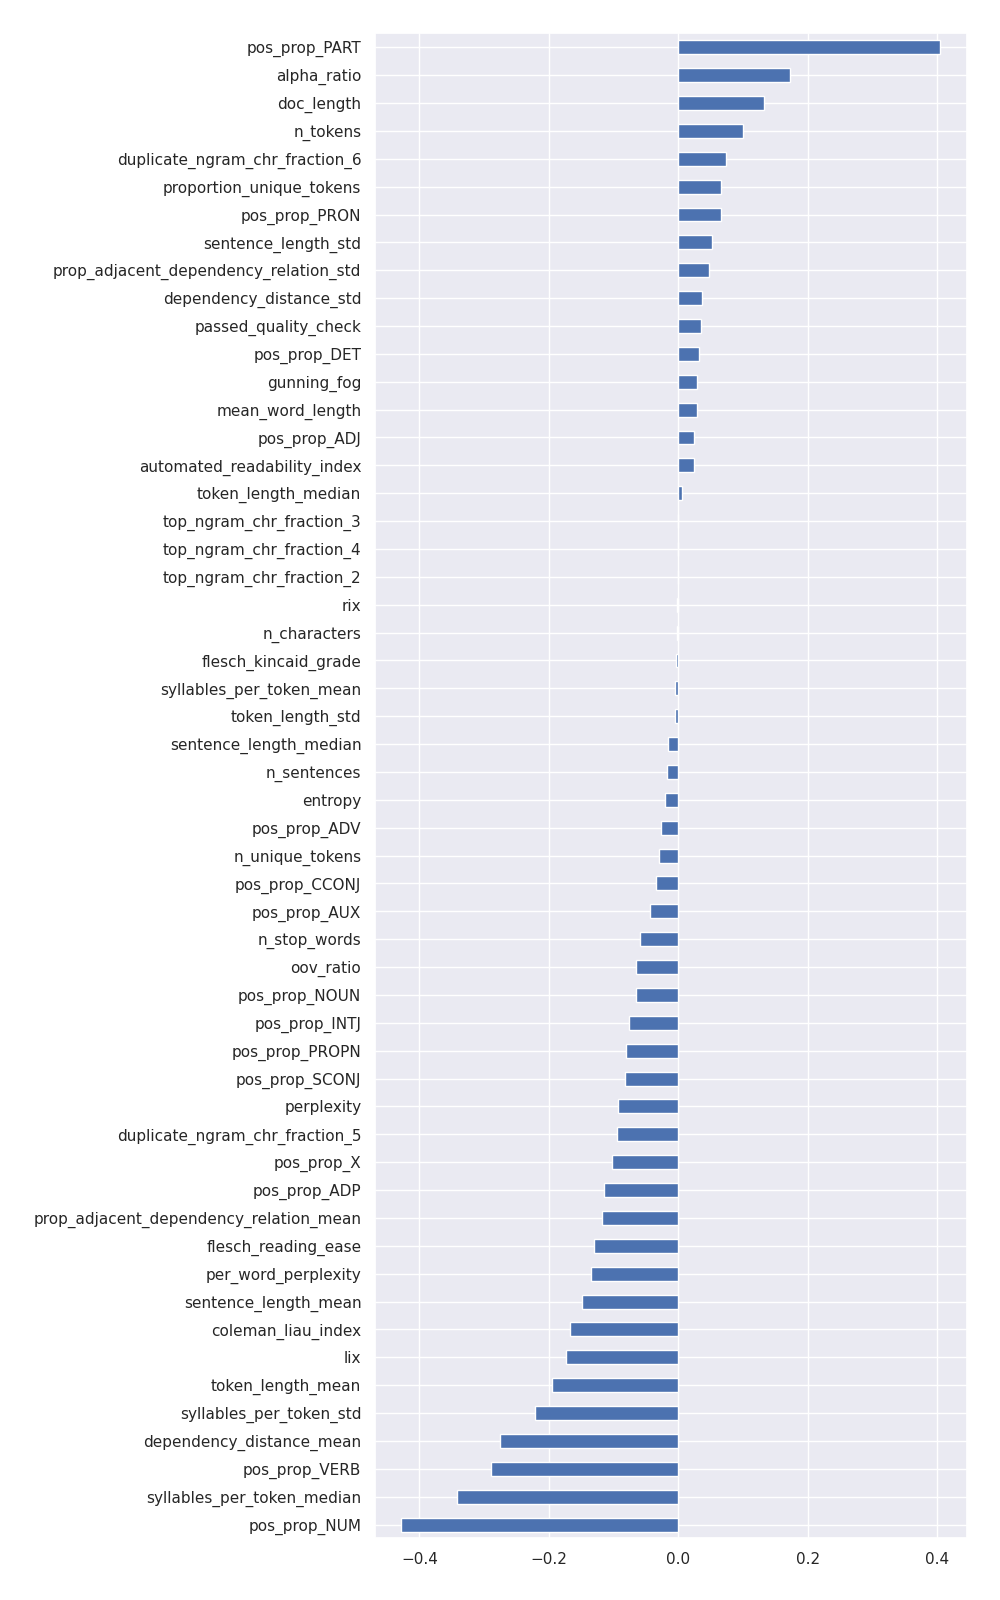 pos_prop_PART
alpha_ratio
doc_length
n_tokens
duplicate_ngram_chr_fraction_6
proportion_unique_tokens
pos_prop_PRON
sentence_length_std
prop_adjacent_dependency_relation_std
dependency_distance_std
passed_quality_check
pos_prop_DET
gunning_fog
mean_word_length
pos_prop_ADJ
automated_readability_index
token_length_median
top_ngram_chr_fraction_3
top_ngram_chr_fraction_4
top_ngram_chr_fraction_2
rix
n_characters
flesch_kincaid_grade
syllables_per_token_mean
token_length_std
sentence_length_median
n_sentences
entropy
pos_prop_ADV
n_unique_tokens
pos_prop_CCONJ
pos_prop_AUX
n_stop_words
oov_ratio
pos_prop_NOUN
pos_prop_INTJ
pos_prop_PROPN
pos_prop_SCONJ
perplexity
duplicate_ngram_chr_fraction_5
pos_prop_X
pos_prop_ADP
prop_adjacent_dependency_relation_mean
flesch_reading_ease
per_word_perplexity
sentence_length_mean
coleman_liau_index
lix
token_length_mean
syllables_per_token_std
dependency_distance_mean
pos_prop_VERB
syllables_per_token_median
pos_prop_NUM
−0.4 −0.2 0.0 0.2 0.4